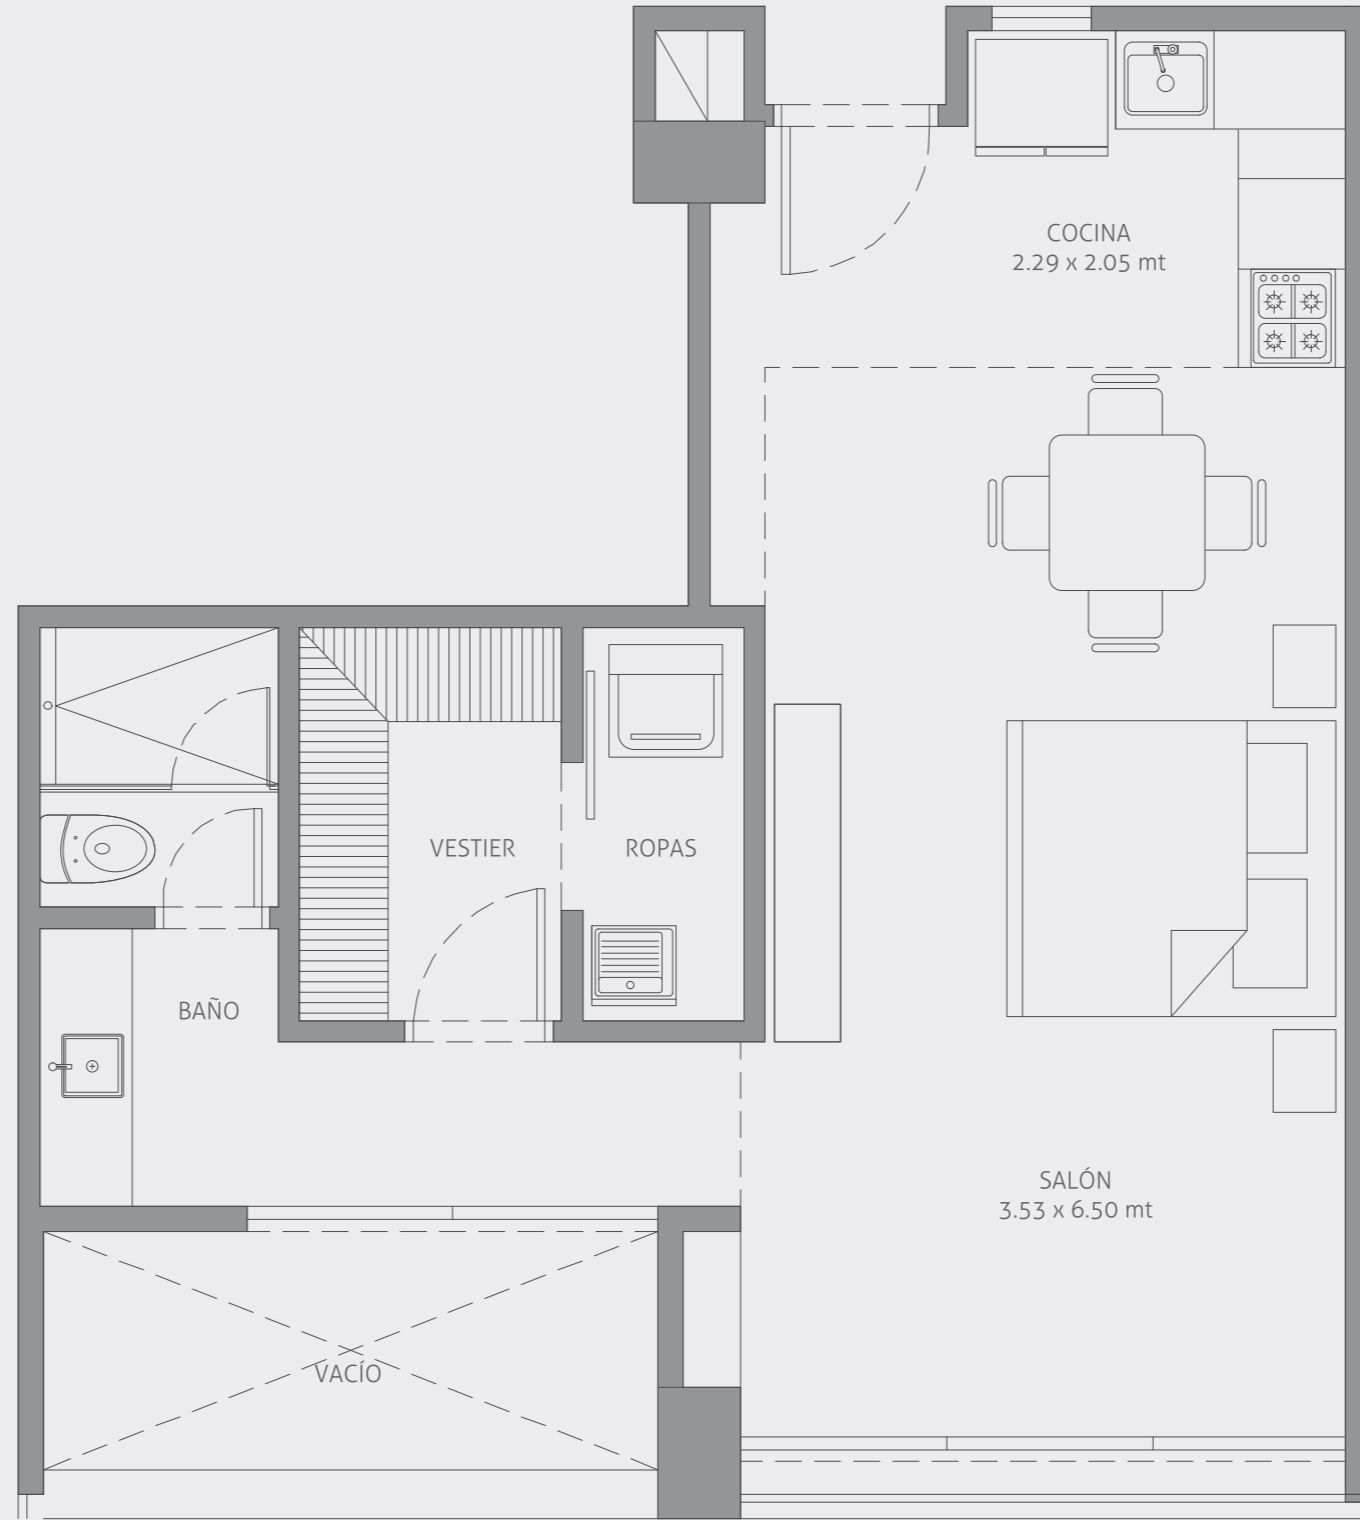 COCINA
2.29 x 2.05 mt
VESTIER
ROPAS
BAÑO
SALÓN
3.53 x 6.50 mt
VACÍO